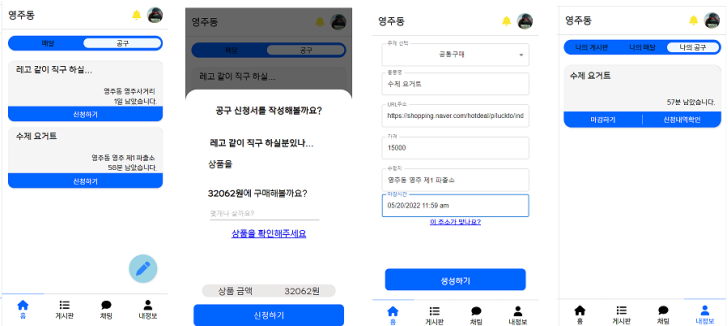 영주동
배달 공구
레고 같이 직구 하실...
영주동 영주사거리
1일 남았습니다.
신청하기
수제 요거트
영주동 영주 제1 파출소
58분 남았습니다.
신청하기
홈 게시판 채팅 내정보
영주동
배달 공구
레고 같이 직구 하실...
공구 신청서를 작성해볼까요?
레고 같이 직구 하실분있나...
상품을
32062원에 구매해볼까요?
몇개나 살까요?
상품을 확인해주세요
상품 금액 32062원
신청하기
영주동
주제 선택
공통구매
상품명
수제 요거트
URL주소
https://shopping.naver.com/hotdeal/p/luckto/ind
가격
15000
수령지
영주동 영주 제1 파출소
마감시간
05/20/2022 11:59 am
이 주소가 맞나요?
생성하기
홈 게시판 채팅 내정보
영주동
나의 게시판 나의 배달 나의 공구
수제 요거트
57분 남았습니다.
마감하기 신청내역확인
홈 게시판 채팅 내정보